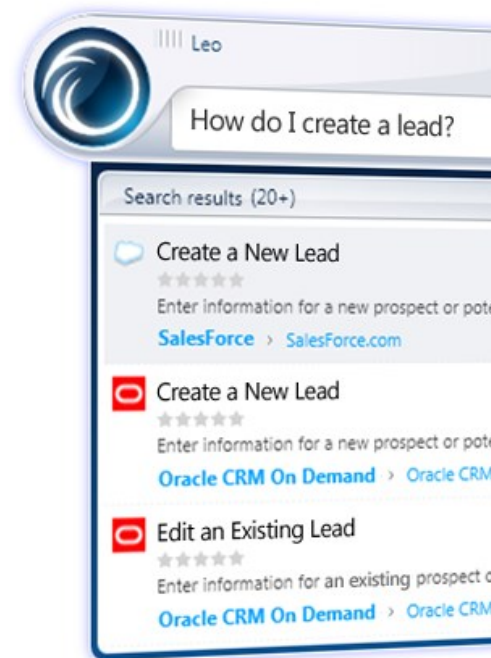 Leo
How do I create a lead?
Search results (20+)
Create a New Lead
Enter information for a new prospect or
SalesForce › SalesForce.com
Create a New Lead
Enter information for a new prospect or
Oracle CRM On Demand › Oracle CRM
Edit an Existing Lead
Enter information for an existing prospect
Oracle CRM On Demand › Oracle CRM